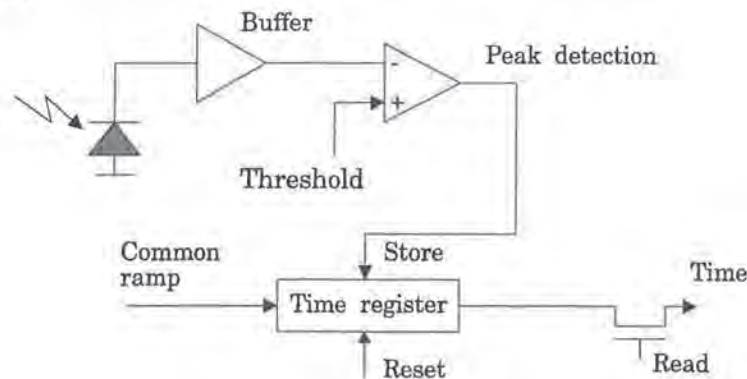 Buffer
Peak detection
-
+
Threshold
Common
ramp
Store
Time
Time register
Reset
Read